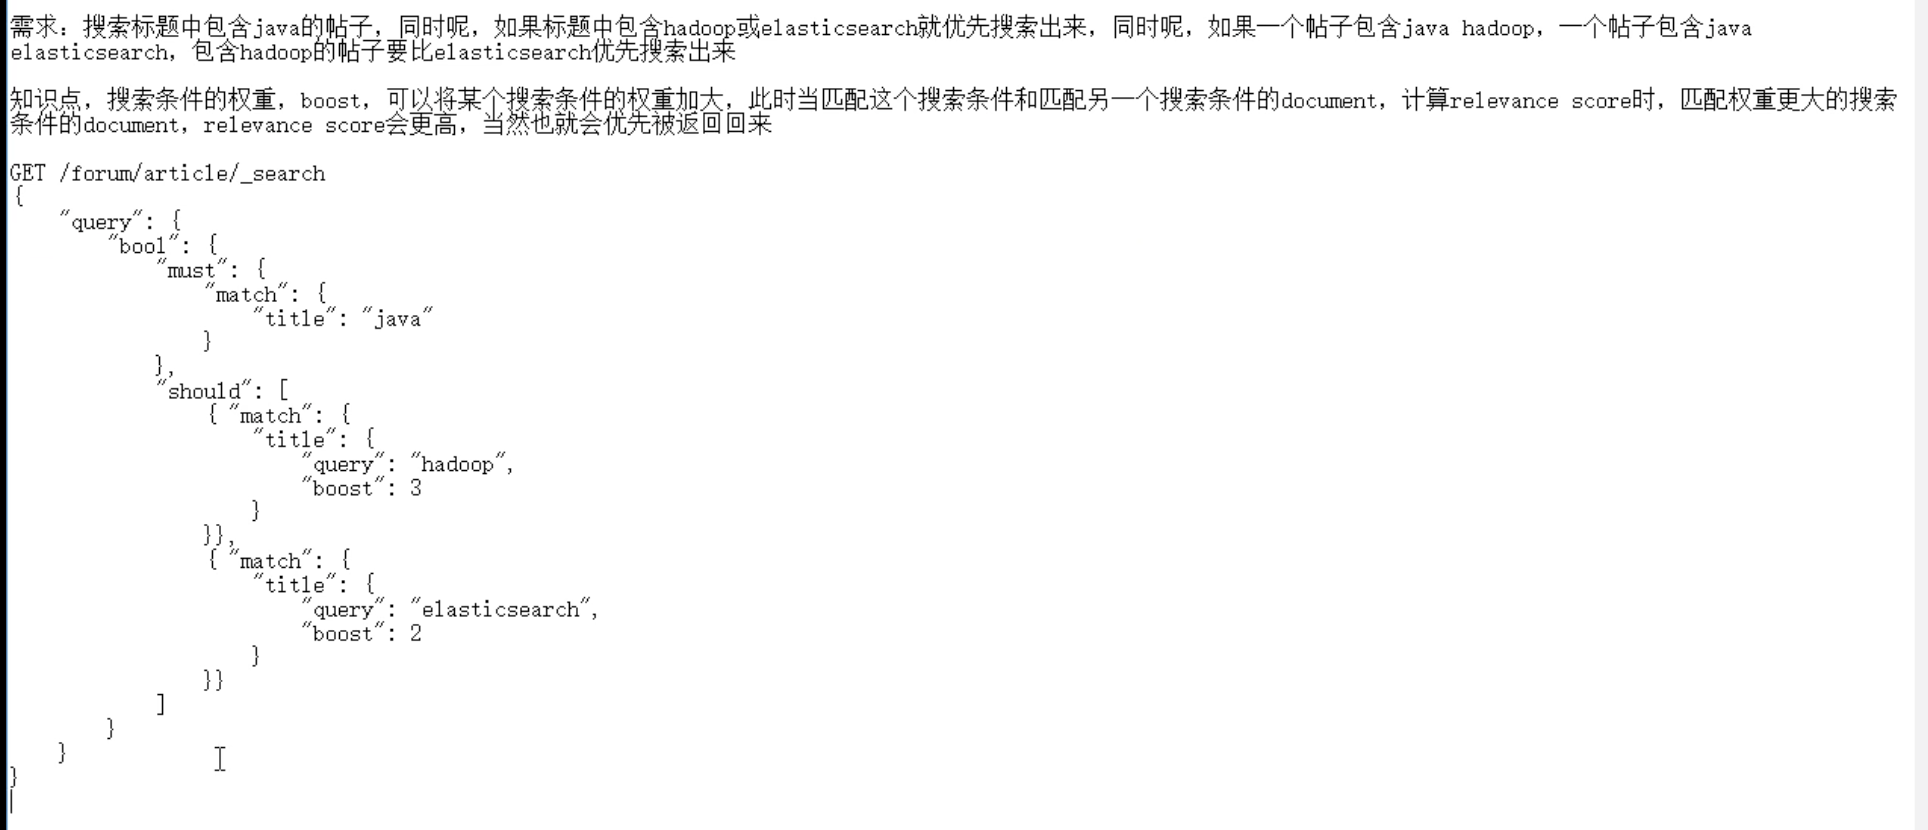 需求：搜索标题中包含java的帖子，同时呢，如果标题中包含hadoop或elasticsearch就优先搜索出来，同时呢，如果一个帖子包含java hadoop，一个帖子包含java
elasticsearch，包含hadoop的帖子要比elasticsearch优先搜索出来
知识点，搜索条件的权重，boost，可以将某个搜索条件的权重加大，此时当匹配这个搜索条件和匹配另一个搜索条件的document，计算relevance score时，匹配权重更大的搜索
条件的document，relevance score会更高，当然也就会优先被返回回来
GET /forum/article/_search
{
    "query": {
        "bool": {
            "must": {
                "match": {
                    "title": "java"
                }
            },
            "should": [
                { "match": {
                    "title": {
                        "query": "hadoop",
                        "boost": 3
                    }
                }},
                { "match": {
                    "title": {
                        "query": "elasticsearch",
                        "boost": 2
                    }
                }}
            ]
        }
    }
}